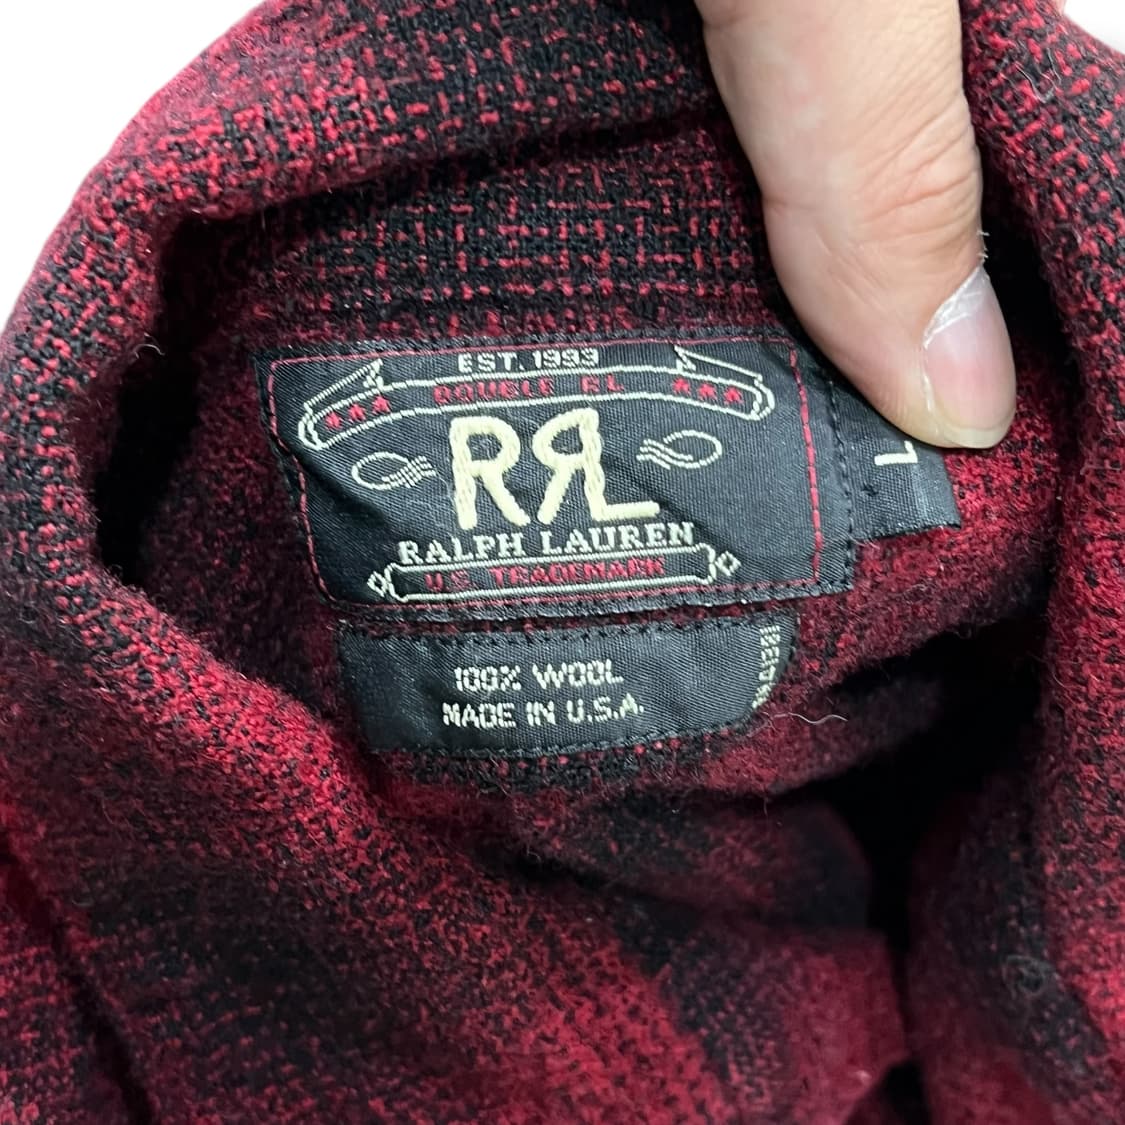 EST. 1993
DOUBLE RL
RRL
RALPH LAUREN
U.S. TRADEMARK
L
100% WOOL
MADE IN U.S.A.